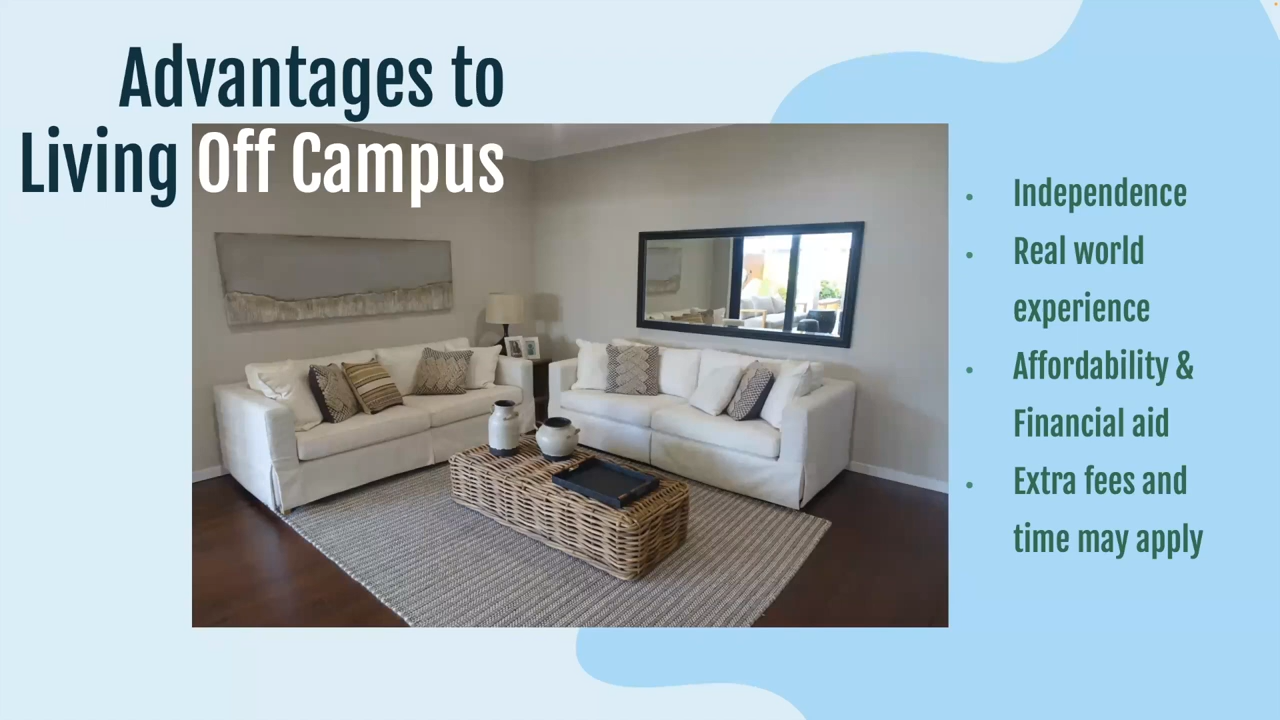 Advantages to
Living Off Campus
• Independence
• Real world
experience
• Affordability &
Financial aid
• Extra fees and
time may apply